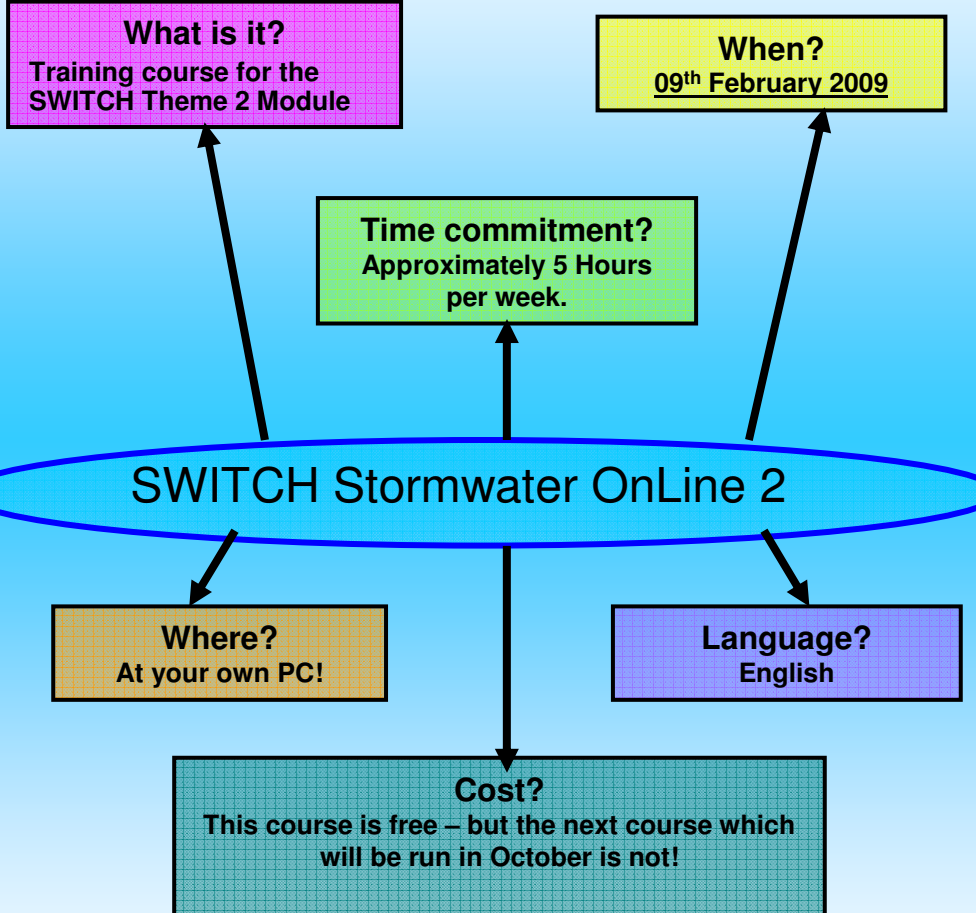 What is it?
Training course for the
SWITCH Theme 2 Module
When?
09th February 2009
Time commitment?
Approximately 5 Hours
per week.
SWITCH Stormwater OnLine 2
Where?
At your own PC!
Language?
English
Cost?
This course is free – but the next course which
will be run in October is not!